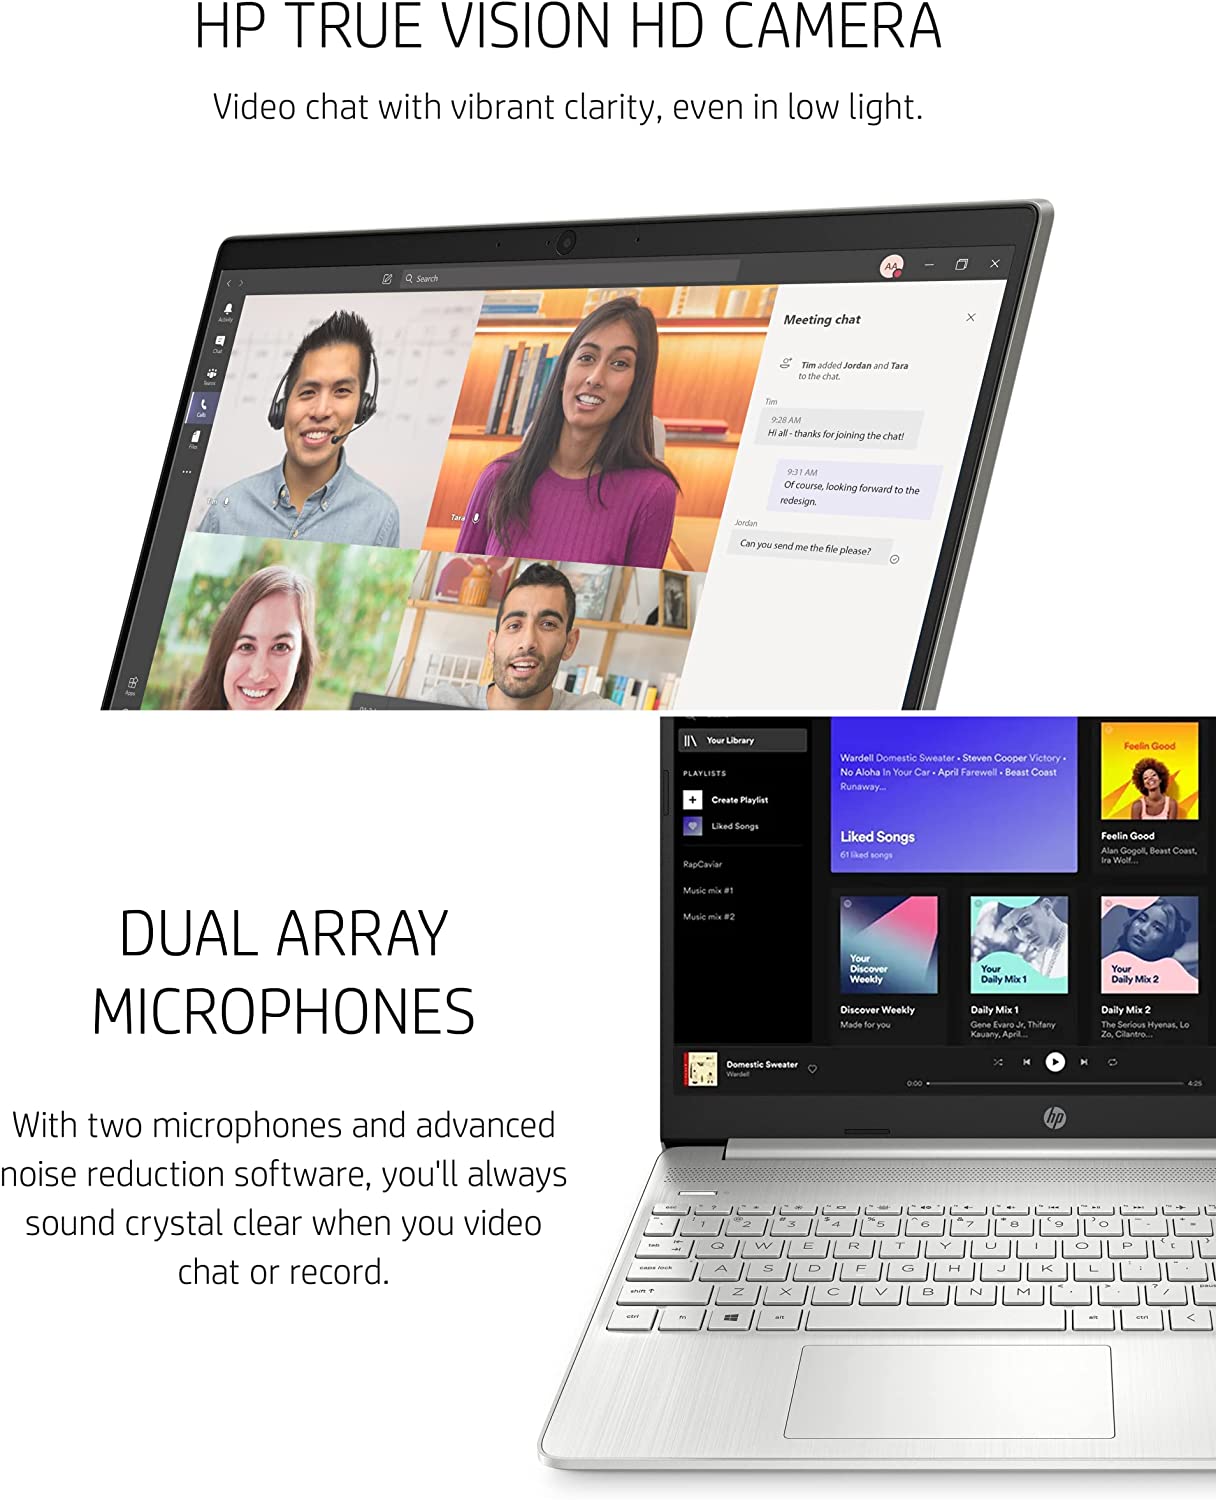 HP TRUE VISION HD CAMERA
Video chat with vibrant clarity, even in low light.
Search
AA
Activity
Chat
Teams
Calls
Files
Apps
Tara
Meeting chat
Tim added Jordan and Tara
to the chat.
Tim
9:28 AM
Hi all - thanks for joining the chat!
9:31 AM
Of course, looking forward to the
redesign.
Jordan
Can you send me the file please?
DUAL ARRAY
MICROPHONES
With two microphones and advanced
noise reduction software, you'll always
sound crystal clear when you video
chat or record.
Your Library
PLAYLISTS
Create Playlist
Liked Songs
RapCaviar
Music mix #1
Music mix #2
Wardell Domestic Sweater • Steven Cooper Victory •
No Aloha In Your Car • April Farewell • Beast Coast
Runaway...
Liked Songs
61 liked songs
Feelin Good
Feelin Good
Alan Gogoll, Beast Coast,
Ira Wolf...
Your
Discover
Weekly
Discover Weekly
Made for you
Your
Daily Mix 1
Daily Mix 1
Gene Evaro Jr, Thifany
Kauany, April...
Your
Daily Mix 2
Daily Mix 2
The Serious Hyenas, Lo
Zo, Cilantro...
Domestic Sweater
Wardell
0:00
4:25
hp
esc
1 2 3 4 5 6 7 8 9 0 - =
tab Q W E R T Y U I O P [
caps lock A S D F G H J K L ; '
shift Z X C V B N M , . /
ctrl fn alt alt ctrl <